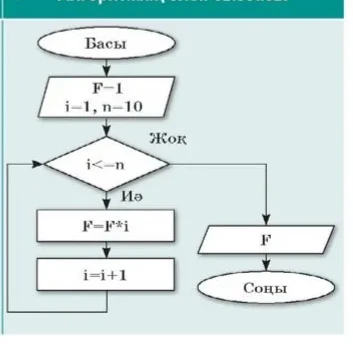 Басы
F=1
i=1, n=10
Жоқ
i<=n
Иә
F=F*i
F
i=i+1
Соңы